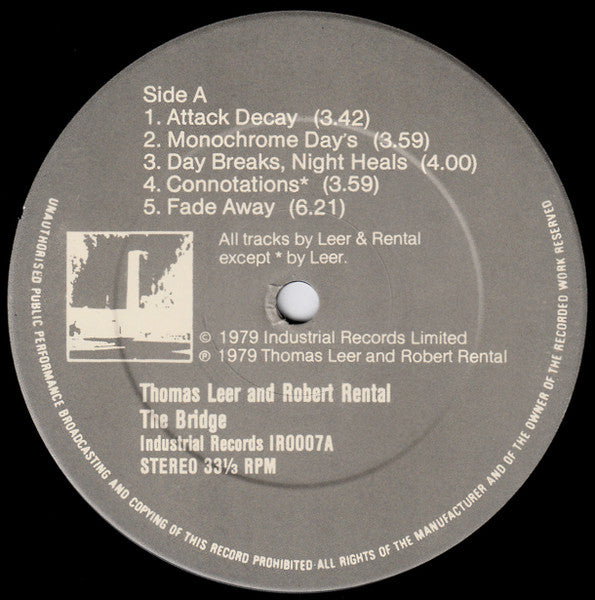 Side A
1. Attack Decay (3.42)
2. Monochrome Day's (3.59)
3. Day Breaks, Night Heals (4.00)
4. Connotations* (3.59)
5. Fade Away (6.21)
All tracks by Leer & Rental
except * by Leer.
© 1979 Industrial Records Limited
℗ 1979 Thomas Leer and Robert Rental
Thomas Leer and Robert Rental
The Bridge
Industrial Records IR0007A
STEREO 33⅓ RPM
UNAUTHORISED PUBLIC PERFORMANCE BROADCASTING AND COPYING OF THIS RECORD PROHIBITED·ALL RIGHTS OF THE MANUFACTURER AND OF THE OWNER OF THE RECORDED WORK RESERVED